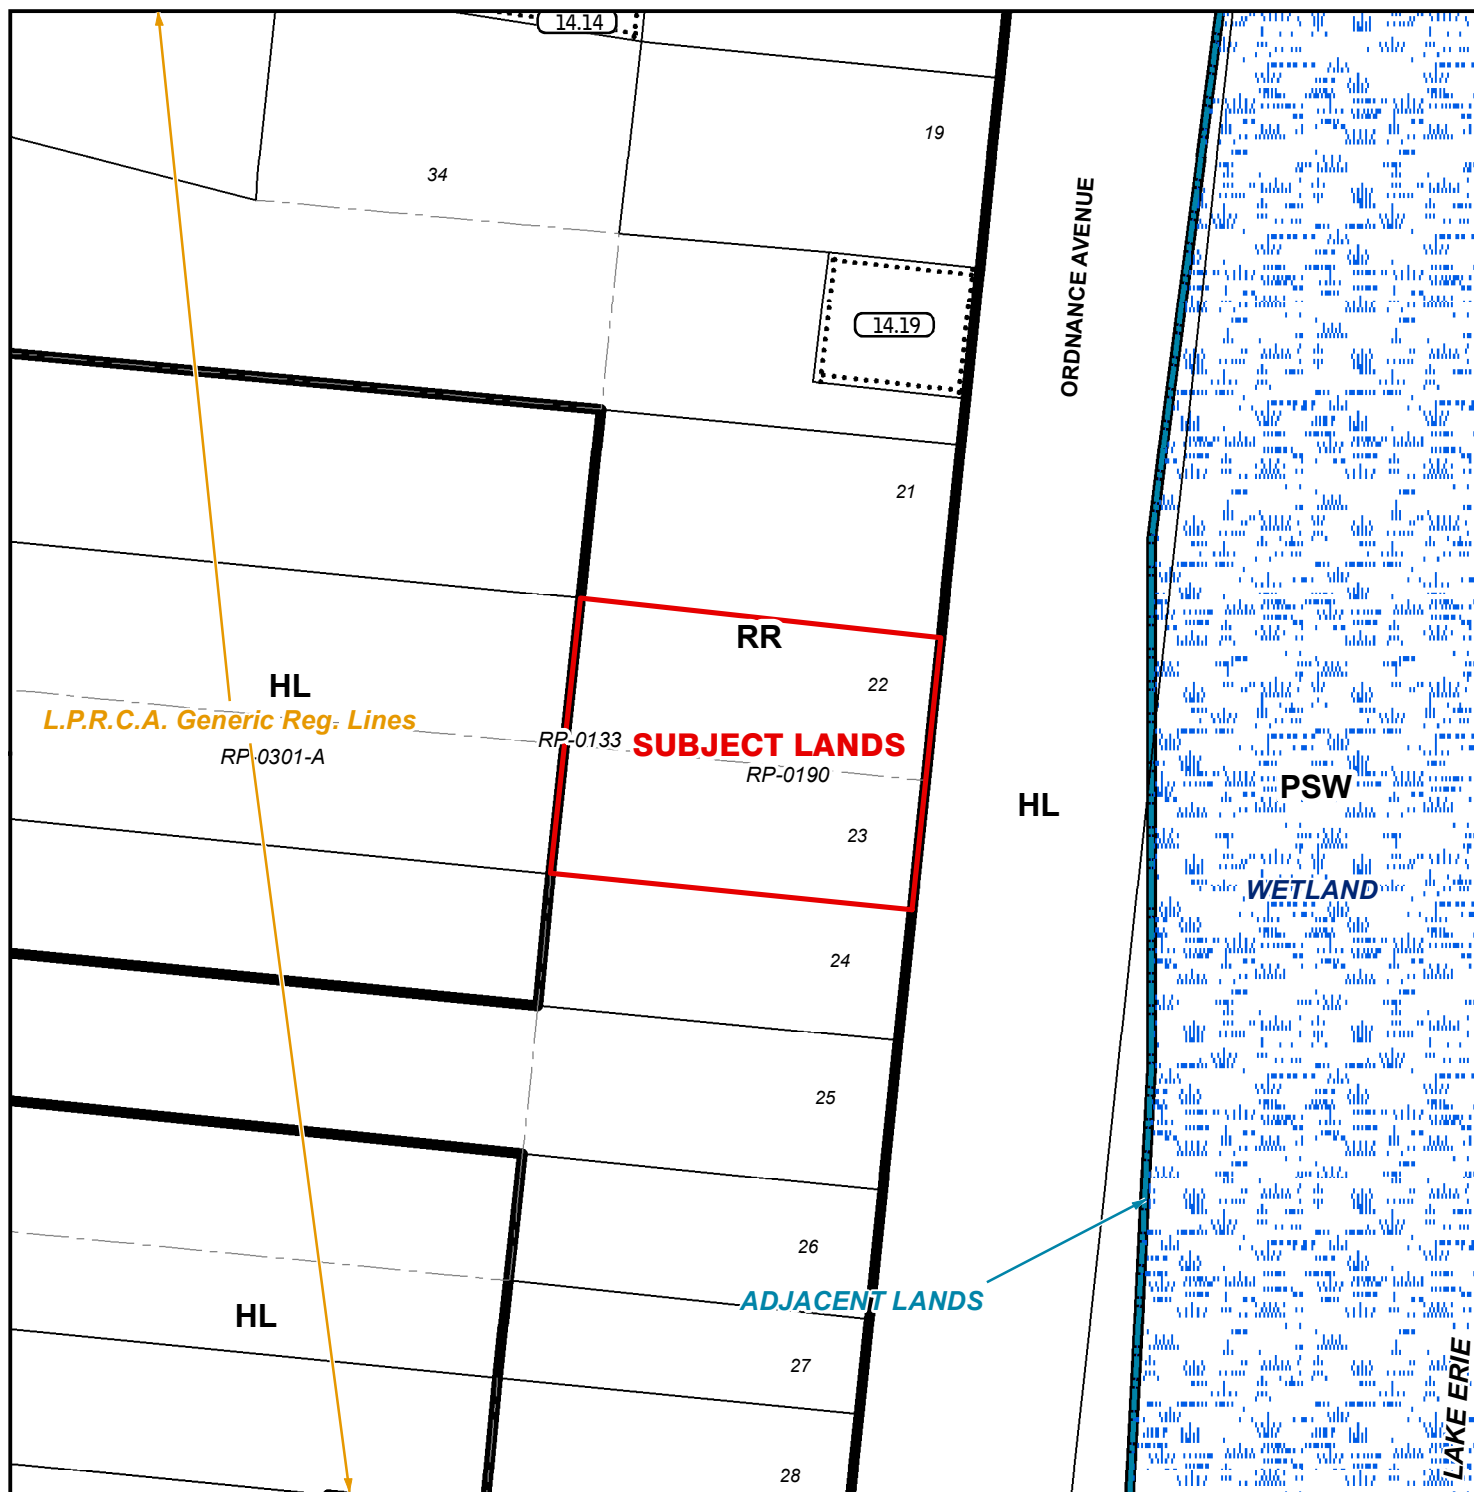 14.14
19
34
ORDNANCE AVENUE
14.19
21
RR
22
HL
L.P.R.C.A. Generic Reg. Lines
RP-0301-A
RP-0133
SUBJECT LANDS
RP-0190
HL
PSW
23
WETLAND
24
25
26
ADJACENT LANDS
HL
27
LAKE ERIE
28